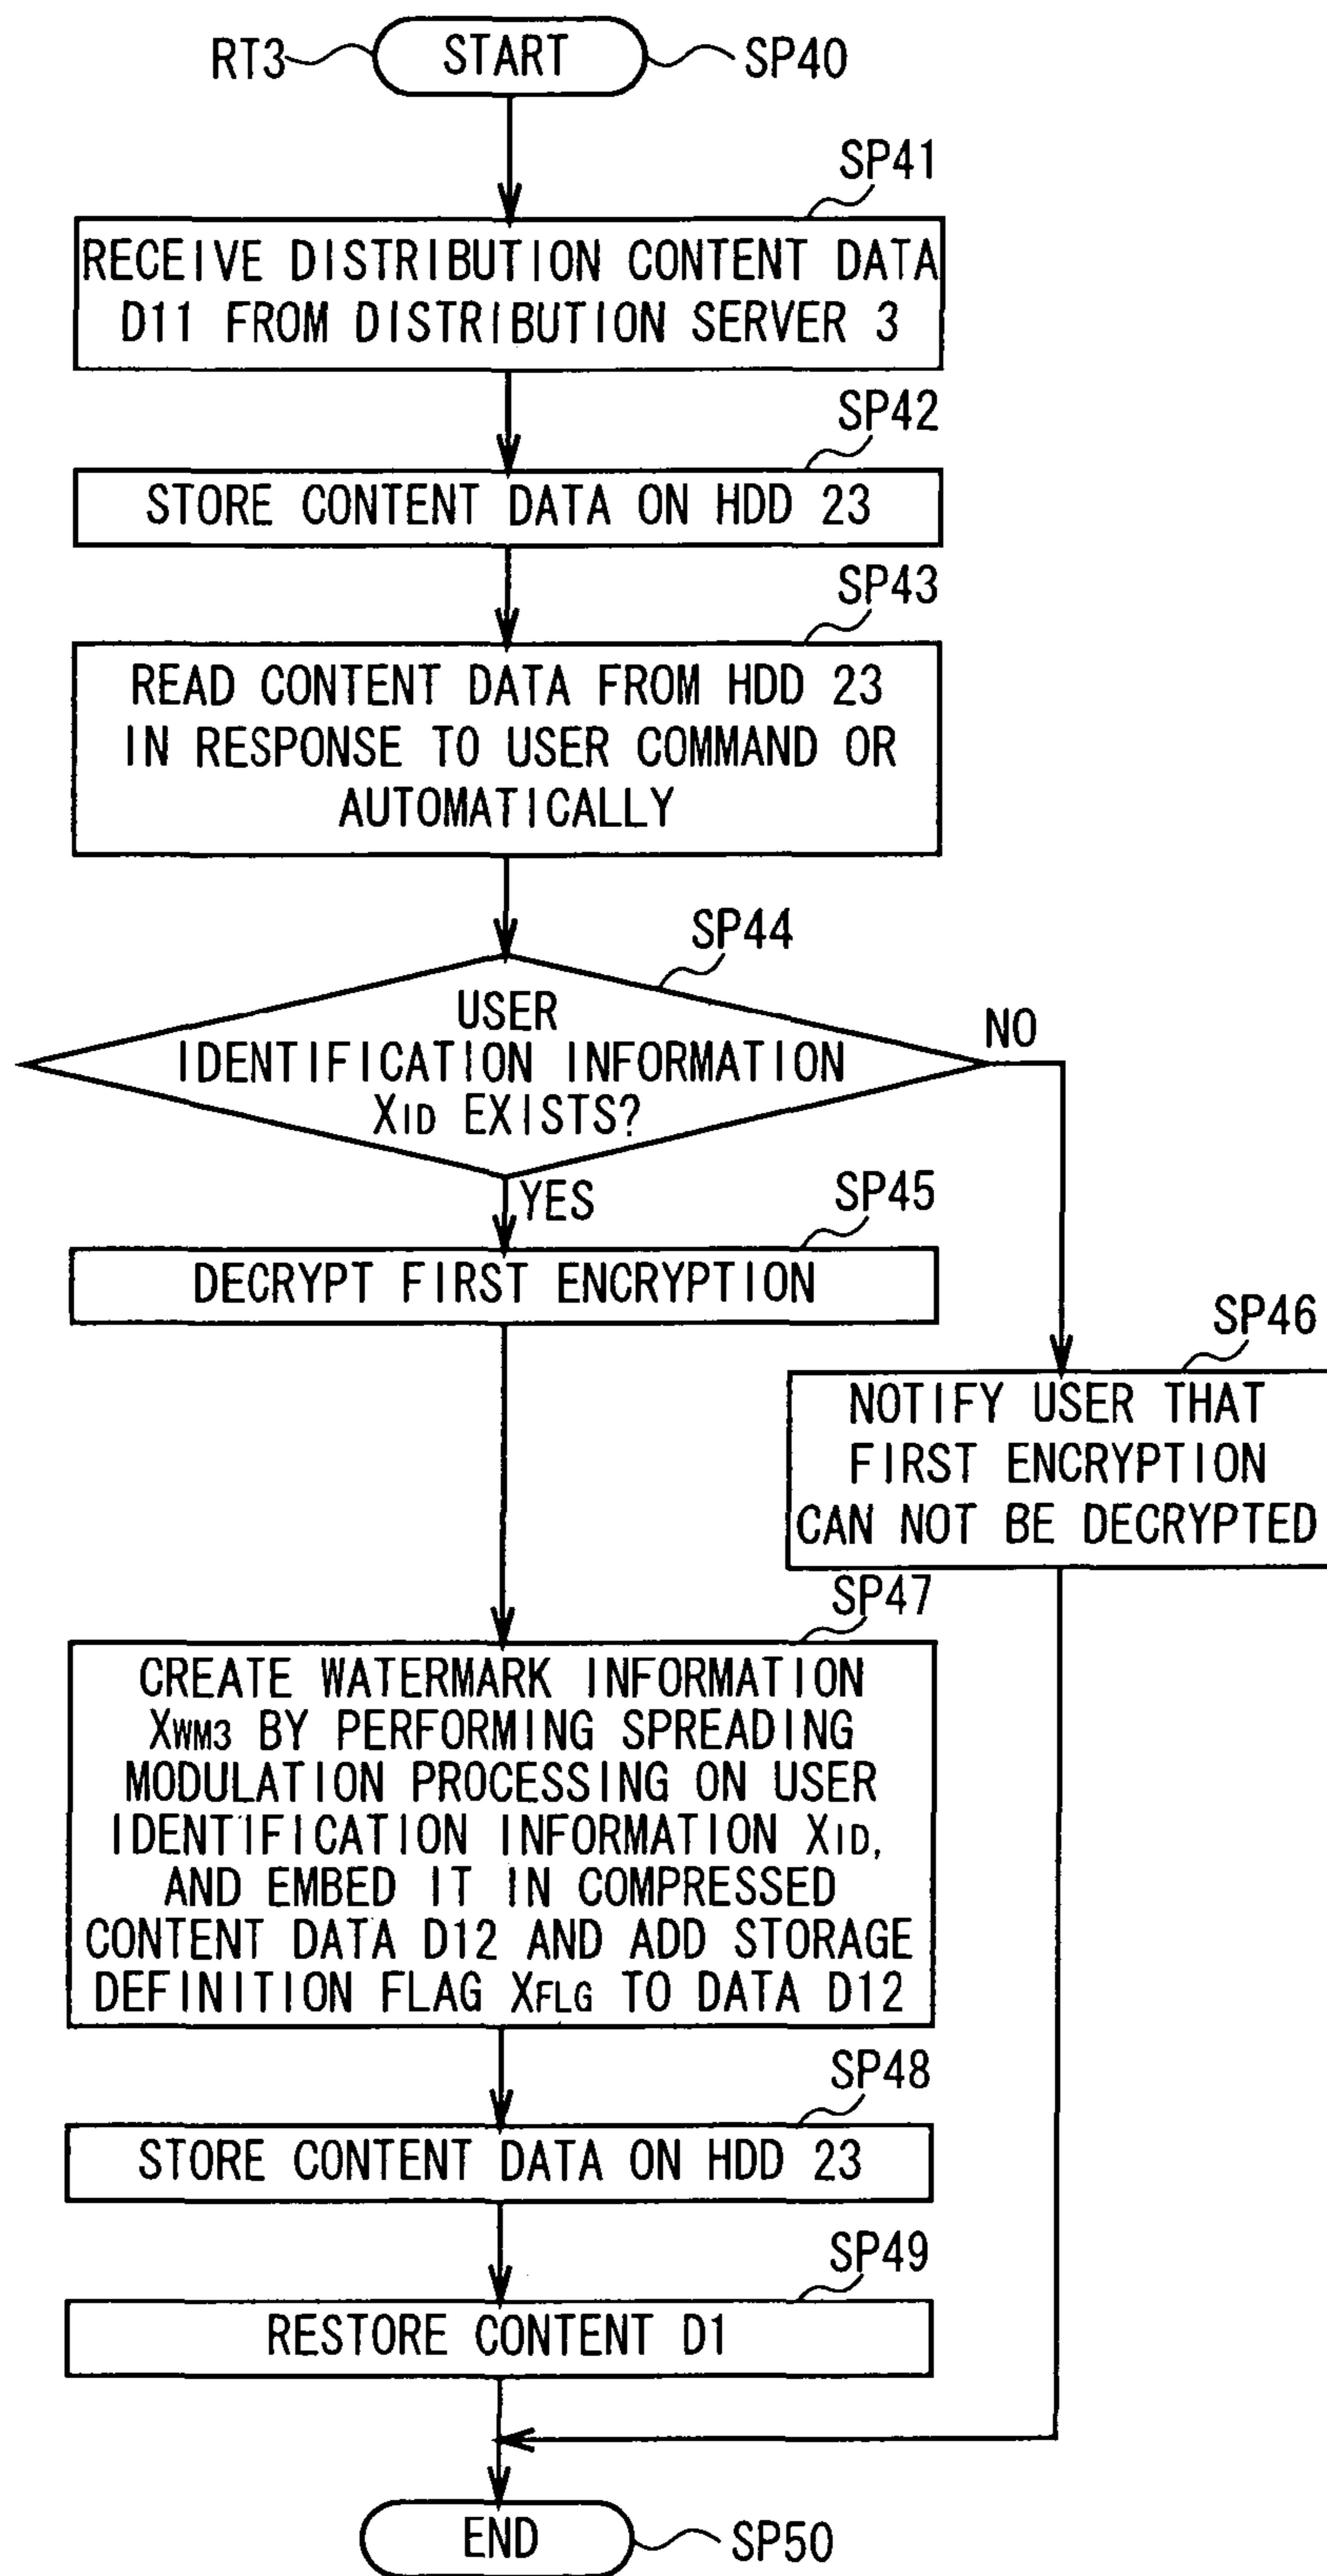 RT3 START SP40
SP41
RECEIVE DISTRIBUTION CONTENT DATA
D11 FROM DISTRIBUTION SERVER 3
SP42
STORE CONTENT DATA ON HDD 23
SP43
READ CONTENT DATA FROM HDD 23
IN RESPONSE TO USER COMMAND OR
AUTOMATICALLY
SP44
USER
IDENTIFICATION INFORMATION
XID EXISTS?
NO
YES
SP45
DECRYPT FIRST ENCRYPTION
SP46
NOTIFY USER THAT
FIRST ENCRYPTION
CAN NOT BE DECRYPTED
SP47
CREATE WATERMARK INFORMATION
XWM3 BY PERFORMING SPREADING
MODULATION PROCESSING ON USER
IDENTIFICATION INFORMATION XID,
AND EMBED IT IN COMPRESSED
CONTENT DATA D12 AND ADD STORAGE
DEFINITION FLAG XFLG TO DATA D12
SP48
STORE CONTENT DATA ON HDD 23
SP49
RESTORE CONTENT D1
END SP50